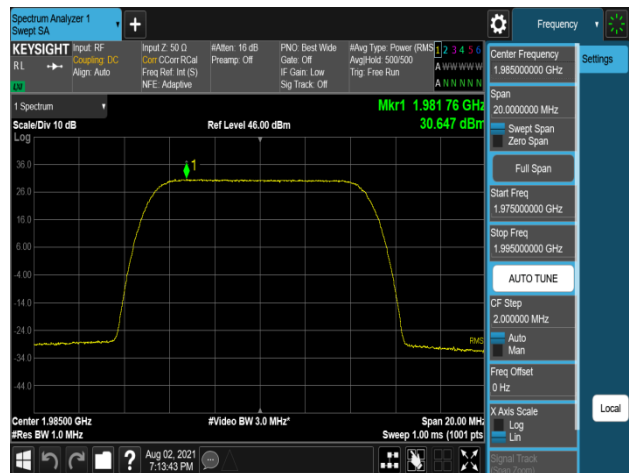 Spectrum Analyzer 1
Swept SA
+
Frequency
KEYSIGHT
Input: RF
Input Z: 50 Ω
#Atten: 16 dB
PNO: Best Wide
#Avg Type: Power (RMS
1 2 3 4 5 6
R L
Coupling: DC
Corr CCorr RCal
Preamp: Off
Gate: Off
Avg|Hold: 500/500
A W W W W W
Align: Auto
Freq Ref: Int (S)
IF Gain: Low
Trig: Free Run
NFE: Adaptive
Sig Track: Off
A N N N N N
LXI
1 Spectrum
Mkr1 1.981 76 GHz
Scale/Div 10 dB
Ref Level 46.00 dBm
30.647 dBm
Log
36.0
1
26.0
16.0
6.00
-4.00
-14.0
-24.0
RMS
-34.0
-44.0
Center 1.98500 GHz
#Video BW 3.0 MHz*
Span 20.00 MHz
#Res BW 1.0 MHz
Sweep 1.00 ms (1001 pts
?
Aug 02, 2021
7:13:43 PM
Center Frequency
1.985000000 GHz
Settings
Span
20.0000000 MHz
Swept Span
Zero Span
Full Span
Start Freq
1.975000000 GHz
Stop Freq
1.995000000 GHz
AUTO TUNE
CF Step
2.000000 MHz
Auto
Man
Freq Offset
0 Hz
X Axis Scale
Log
Lin
Local
Signal Track
(Span Zoom)